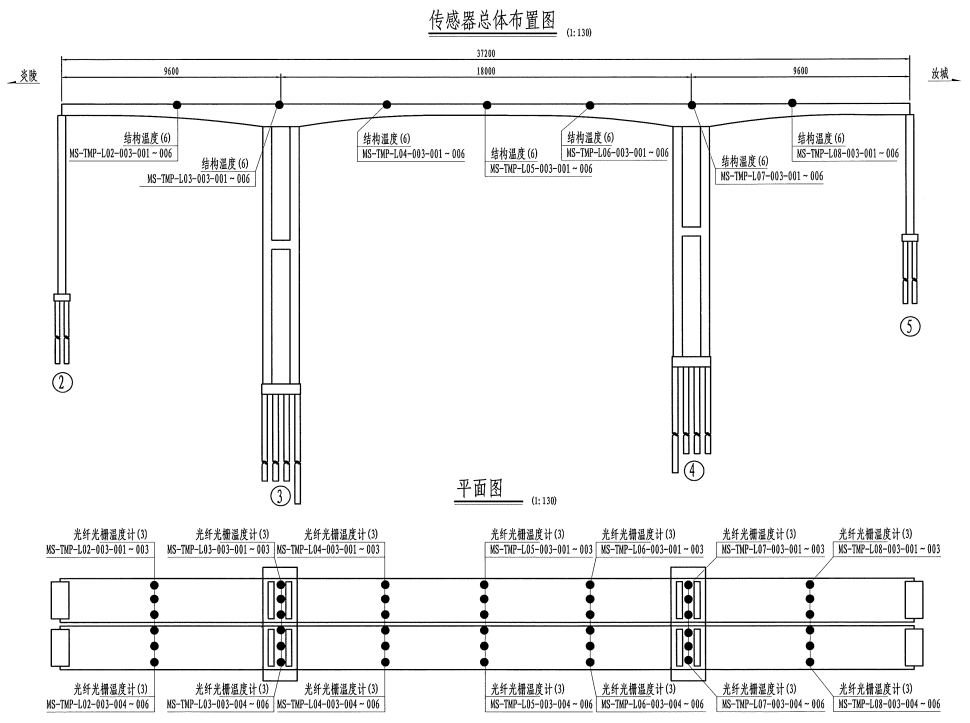 传感器总体布置图 (1:130)
37200
炎陵 9600 18000 9600 汝城
结构温度(6)
MS-TMP-L02-003-001～006
结构温度(6)
MS-TMP-L03-003-001～006
结构温度(6)
MS-TMP-L04-003-001～006
结构温度(6)
MS-TMP-L05-003-001～006
结构温度(6)
MS-TMP-L06-003-001～006
结构温度(6)
MS-TMP-L07-003-001～006
结构温度(6)
MS-TMP-L08-003-001～006
②
③
④
⑤
平面图 (1:130)
光纤光栅温度计(3)
MS-TMP-L02-003-001～003
光纤光栅温度计(3)
MS-TMP-L03-003-001～003
光纤光栅温度计(3)
MS-TMP-L04-003-001～003
光纤光栅温度计(3)
MS-TMP-L05-003-001～003
光纤光栅温度计(3)
MS-TMP-L06-003-001～003
光纤光栅温度计(3)
MS-TMP-L07-003-001～003
光纤光栅温度计(3)
MS-TMP-L08-003-001～003
光纤光栅温度计(3)
MS-TMP-L02-003-004～006
光纤光栅温度计(3)
MS-TMP-L03-003-004～006
光纤光栅温度计(3)
MS-TMP-L04-003-004～006
光纤光栅温度计(3)
MS-TMP-L05-003-004～006
光纤光栅温度计(3)
MS-TMP-L06-003-004～006
光纤光栅温度计(3)
MS-TMP-L07-003-004～006
光纤光栅温度计(3)
MS-TMP-L08-003-004～006